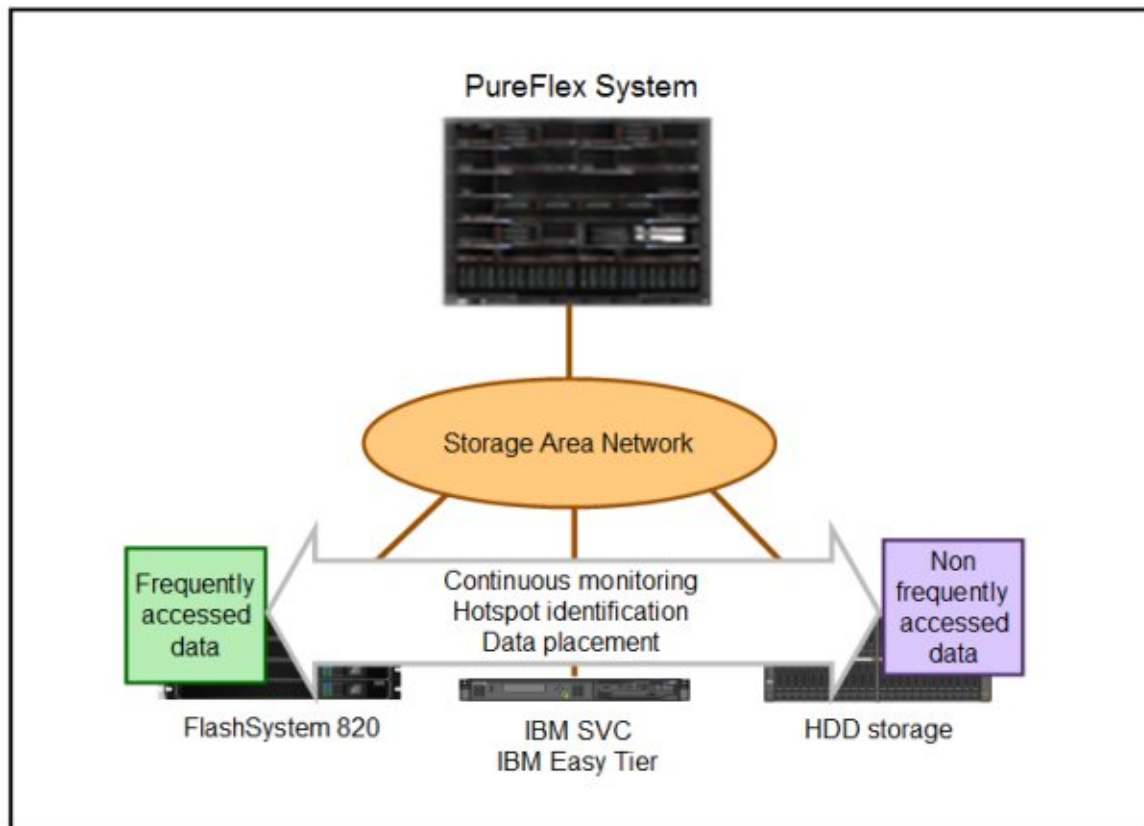 PureFlex System
Storage Area Network
Frequently
accessed
data
Continuous monitoring
Hotspot identification
Data placement
Non
frequently
accessed
data
FlashSystem 820
IBM SVC
IBM Easy Tier
HDD storage